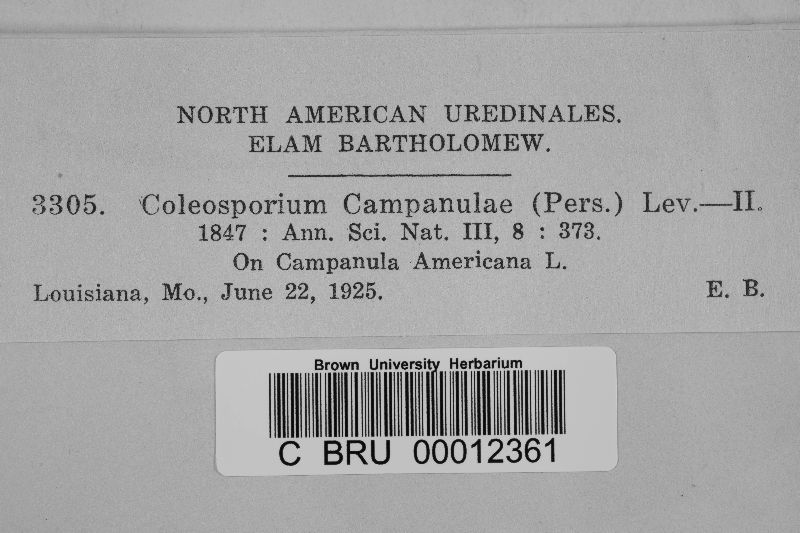 NORTH AMERICAN UREDINALES.
ELAM BARTHOLOMEW.
3305. Coleosporium Campanulae (Pers.) Lev.—II.
1847 : Ann. Sci. Nat. III, 8 : 373.
On Campanula Americana L.
Louisiana, Mo., June 22, 1925. E. B.
Brown University Herbarium
C BRU 00012361